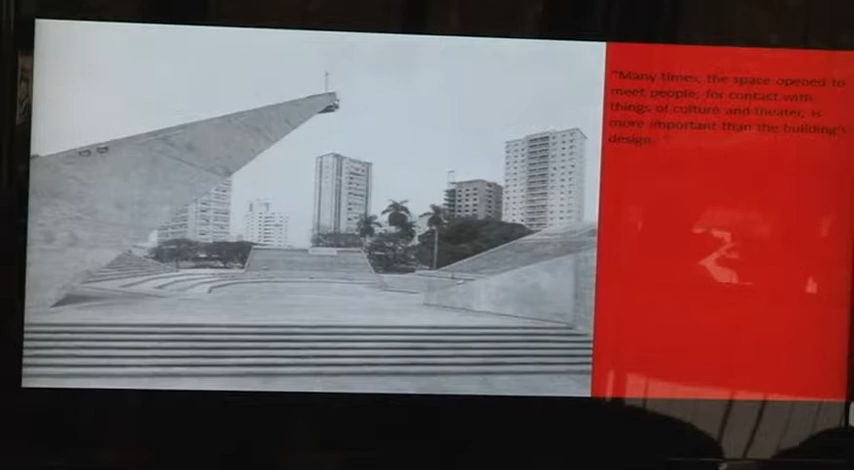 "Many times, the space opened to
meet people, for contact with
things of culture and theater, is
more important than the building's
design. "